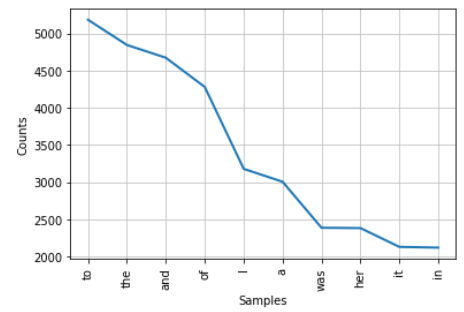 5000
4500
4000
3500
3000
2500
2000
Counts
to
the
and
of
I
a
was
her
it
in
Samples